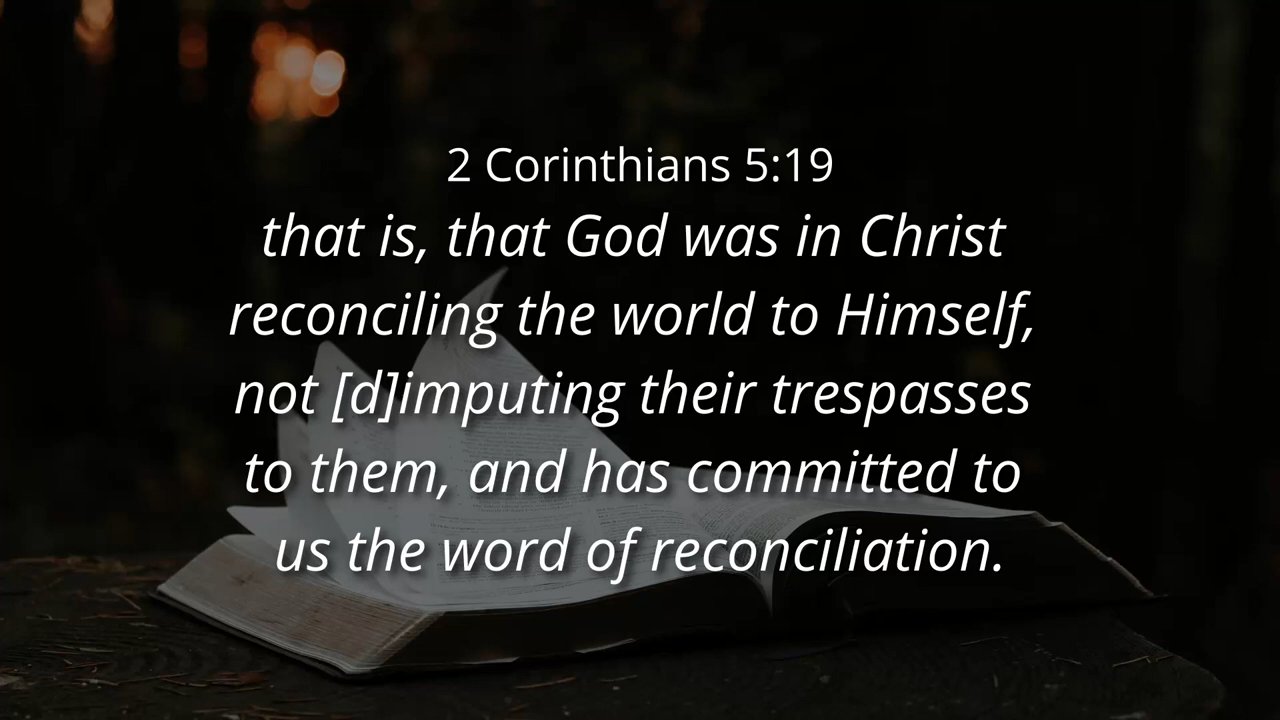 2 Corinthians 5:19
that is, that God was in Christ
reconciling the world to Himself,
not [d]imputing their trespasses
to them, and has committed to
us the word of reconciliation.